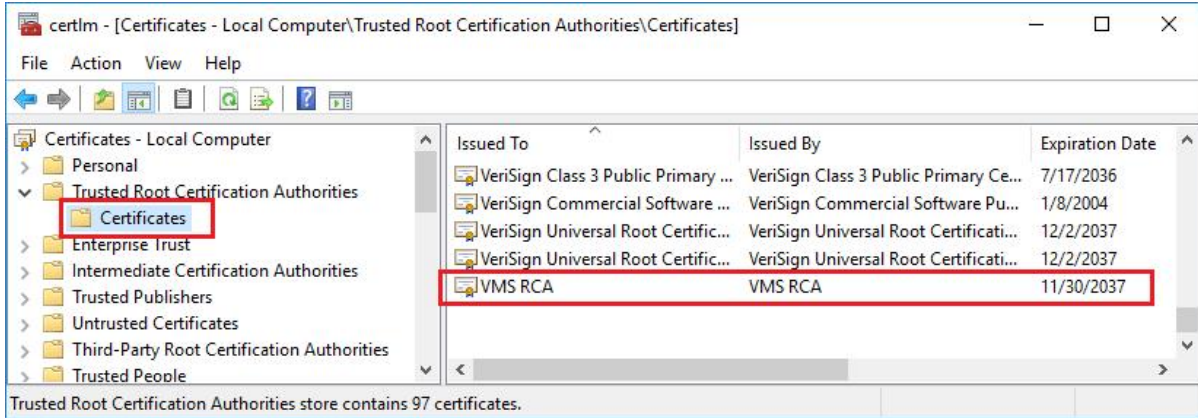 certlm - [Certificates - Local Computer\Trusted Root Certification Authorities\Certificates]
File Action View Help
Certificates - Local Computer
Personal
Trusted Root Certification Authorities
Certificates
Enterprise Trust
Intermediate Certification Authorities
Trusted Publishers
Untrusted Certificates
Third-Party Root Certification Authorities
Trusted People
Issued To Issued By Expiration Date
VeriSign Class 3 Public Primary ... VeriSign Class 3 Public Primary Ce... 7/17/2036
VeriSign Commercial Software ... VeriSign Commercial Software Pu... 1/8/2004
VeriSign Universal Root Certific... VeriSign Universal Root Certificati... 12/2/2037
VeriSign Universal Root Certific... VeriSign Universal Root Certificati... 12/2/2037
VMS RCA VMS RCA 11/30/2037
Trusted Root Certification Authorities store contains 97 certificates.